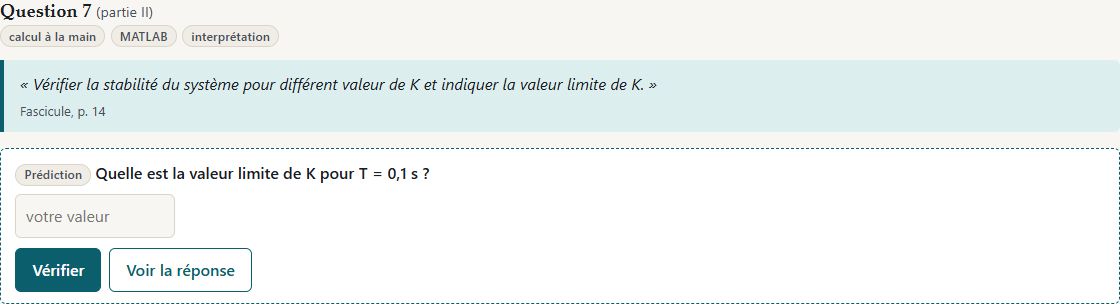 Question 7 (partie II)
calcul à la main MATLAB interprétation
« Vérifier la stabilité du système pour différent valeur de K et indiquer la valeur limite de K. »
Fascicule, p. 14
Prédiction Quelle est la valeur limite de K pour T = 0,1 s ?
votre valeur
Vérifier Voir la réponse